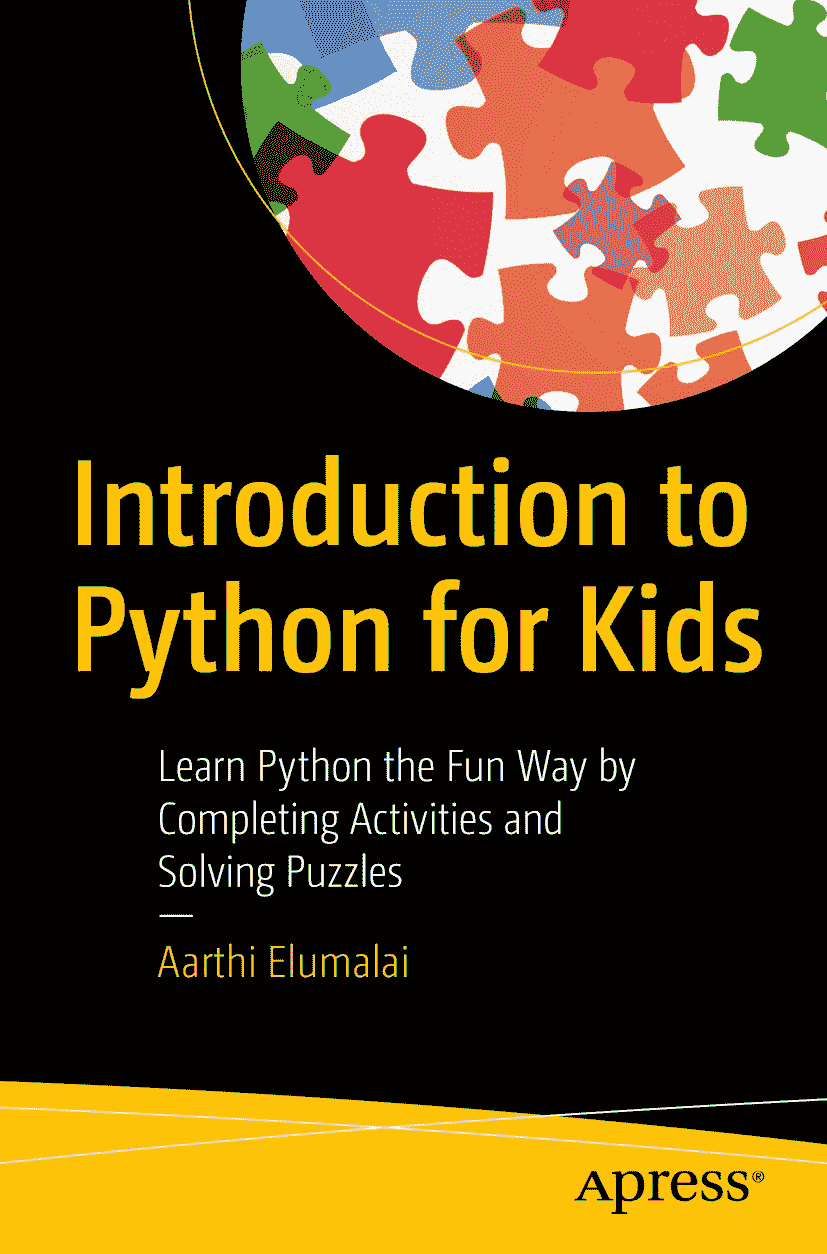 Introduction to
Python for Kids
Learn Python the Fun Way by
Completing Activities and
Solving Puzzles
—
Aarthi Elumalai
Apress®